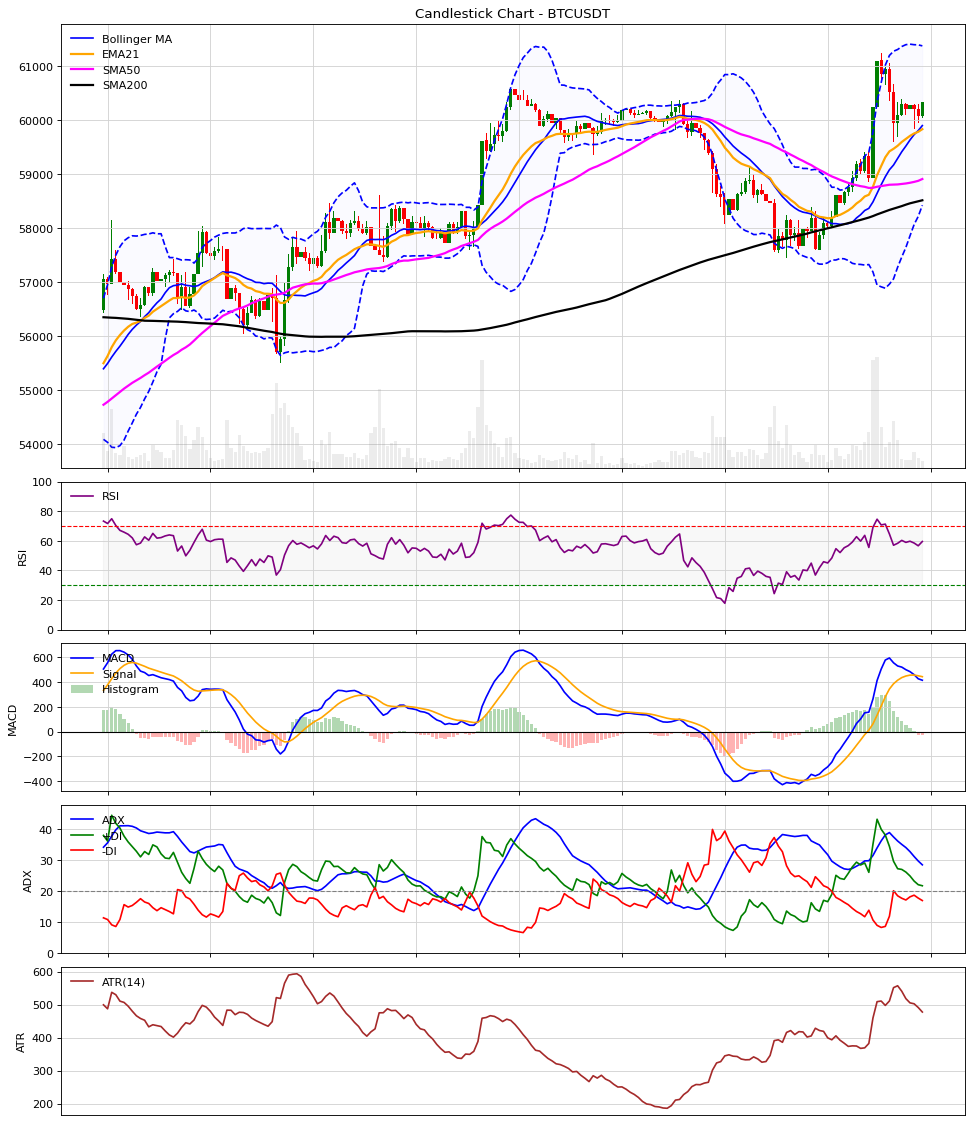 Candlestick Chart - BTCUSDT
Bollinger MA
EMA21
SMA50
SMA200
61000
60000
59000
58000
57000
56000
55000
54000
RSI
RSI
100
80
60
40
20
0
MACD
MACD
Signal
Histogram
600
400
200
0
−200
−400
ADX
ADX
+DI
-DI
40
30
20
10
0
ATR
ATR(14)
600
500
400
300
200